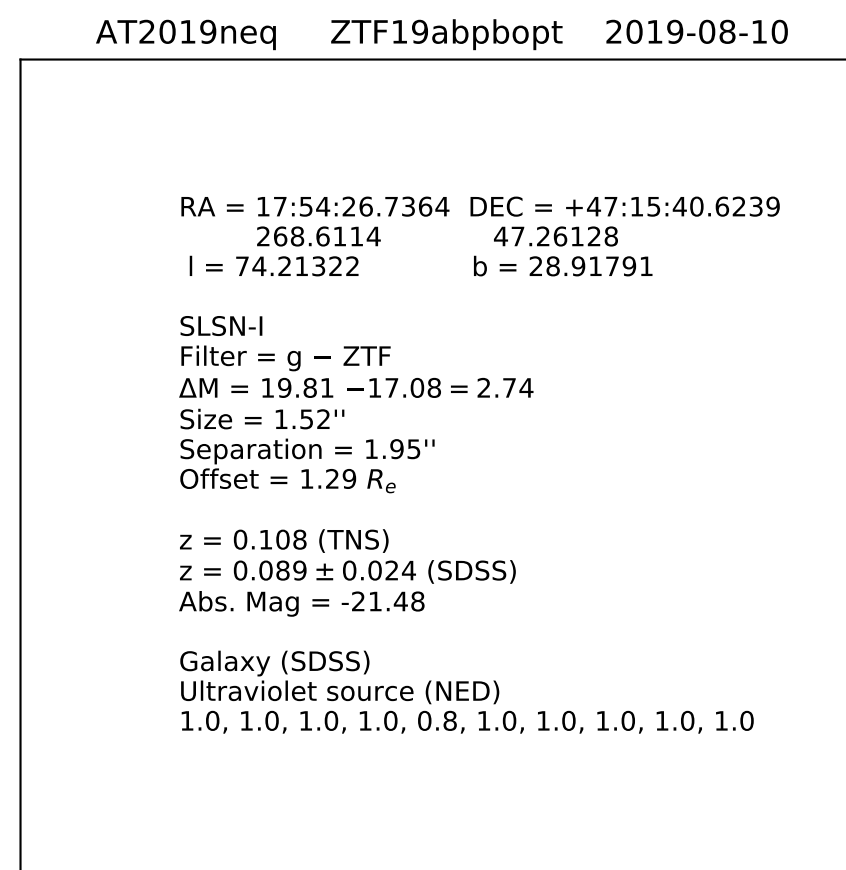 AT2019neq ZTF19abpbopt 2019-08-10
RA = 17:54:26.7364 DEC = +47:15:40.6239
268.6114 47.26128
l = 74.21322 b = 28.91791
SLSN-I
Filter = g − ZTF
ΔM = 19.81 −17.08 = 2.74
Size = 1.52''
Separation = 1.95''
Offset = 1.29 Rₑ
z = 0.108 (TNS)
z = 0.089 ± 0.024 (SDSS)
Abs. Mag = -21.48
Galaxy (SDSS)
Ultraviolet source (NED)
1.0, 1.0, 1.0, 1.0, 0.8, 1.0, 1.0, 1.0, 1.0, 1.0